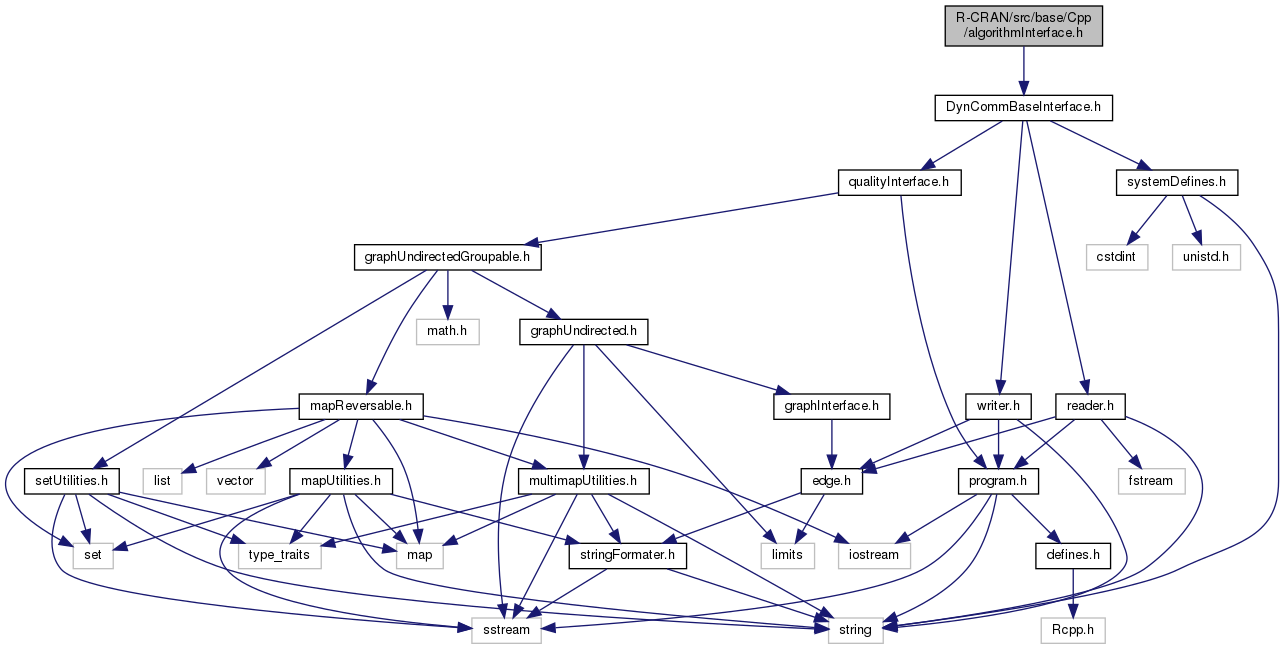 R-CRAN/src/base/Cpp
/algorithmInterface.h
DynCommBaseInterface.h
qualityInterface.h
systemDefines.h
graphUndirectedGroupable.h
cstdint
unistd.h
math.h
graphUndirected.h
mapReversable.h
graphInterface.h
writer.h
reader.h
setUtilities.h
list
vector
mapUtilities.h
multimapUtilities.h
edge.h
program.h
fstream
set
type_traits
map
stringFormater.h
limits
iostream
defines.h
sstream
string
Rcpp.h